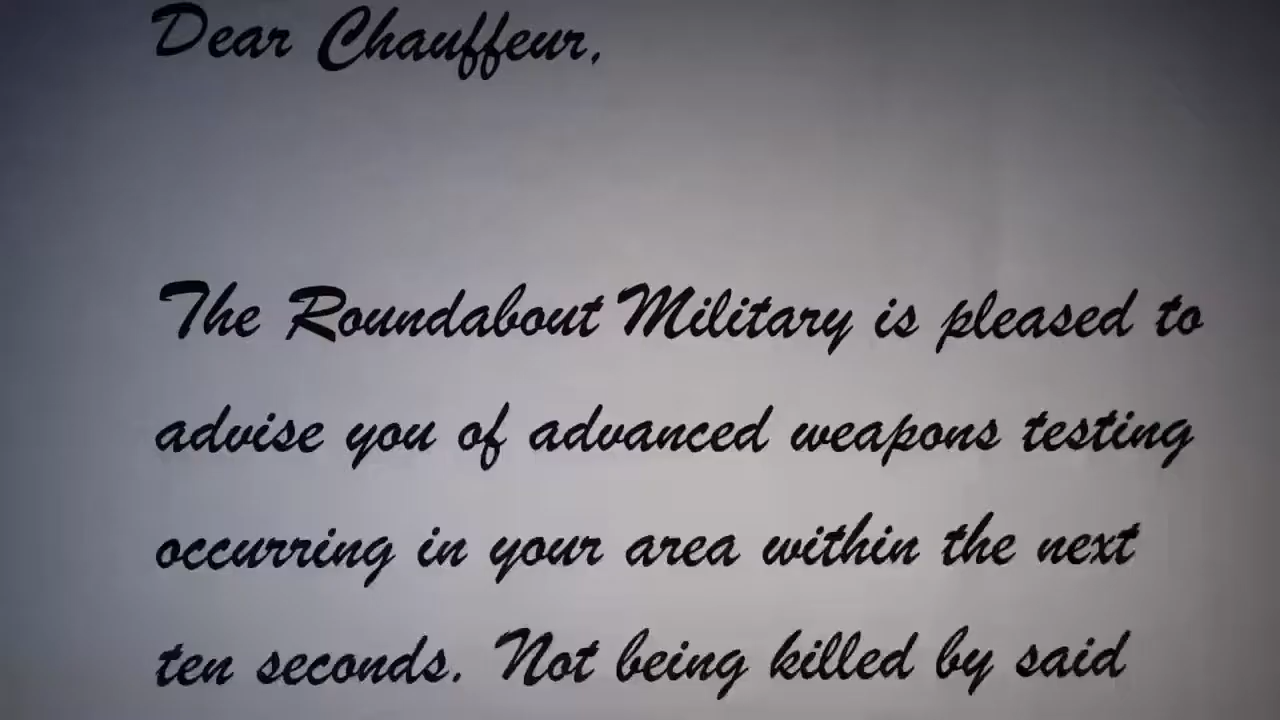 Dear Chauffeur,
The Roundabout Military is pleased to
advise you of advanced weapons testing
occurring in your area within the next
ten seconds. Not being killed by said